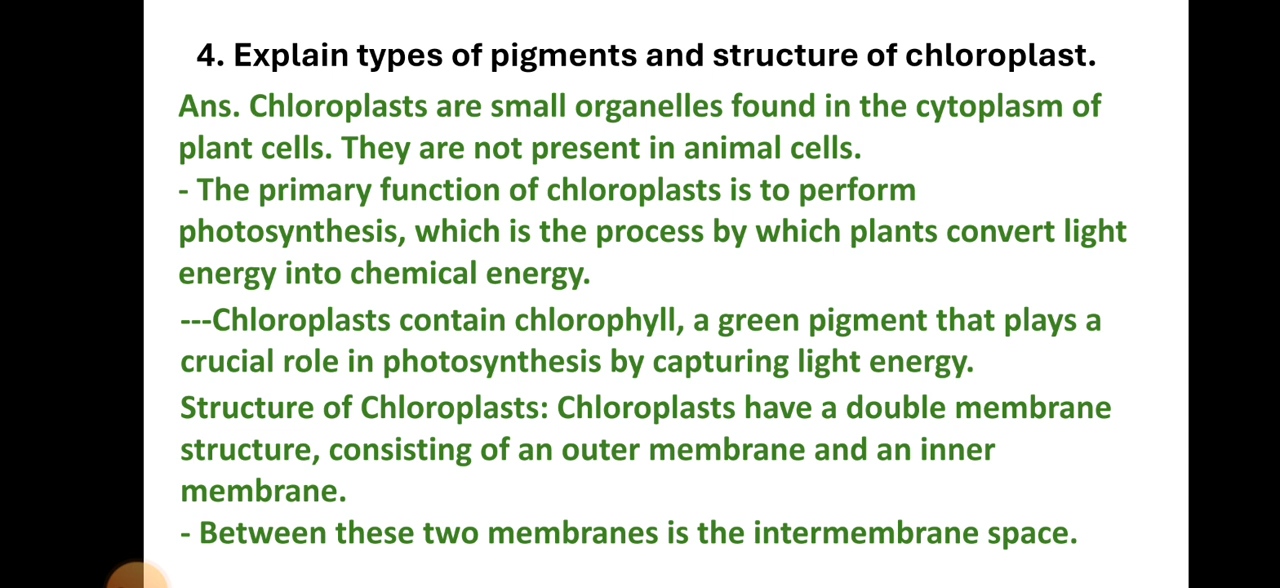 4. Explain types of pigments and structure of chloroplast.
Ans. Chloroplasts are small organelles found in the cytoplasm of
plant cells. They are not present in animal cells.
- The primary function of chloroplasts is to perform
photosynthesis, which is the process by which plants convert light
energy into chemical energy.
---Chloroplasts contain chlorophyll, a green pigment that plays a
crucial role in photosynthesis by capturing light energy.
Structure of Chloroplasts: Chloroplasts have a double membrane
structure, consisting of an outer membrane and an inner
membrane.
- Between these two membranes is the intermembrane space.